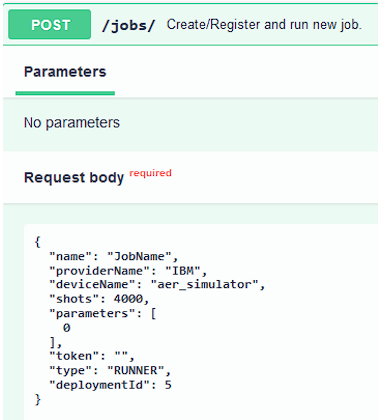 POST /jobs/ Create/Register and run new job.
Parameters
No parameters
Request body required
{
"name": "JobName",
"providerName": "IBM",
"deviceName": "aer_simulator",
"shots": 4000,
"parameters": [
0
],
"token": "",
"type": "RUNNER",
"deploymentId": 5
}